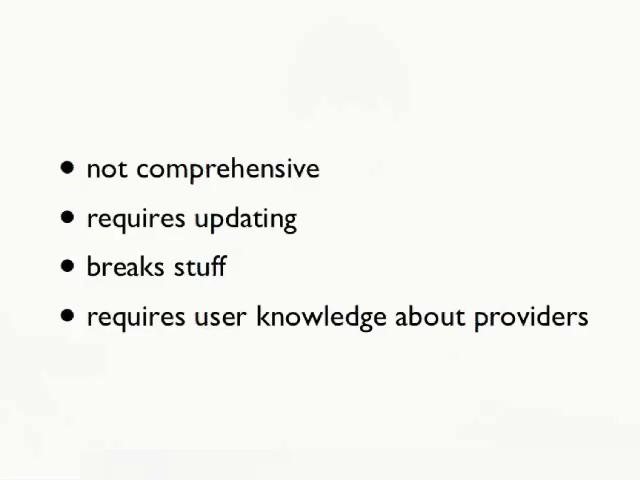 • not comprehensive
• requires updating
• breaks stuff
• requires user knowledge about providers